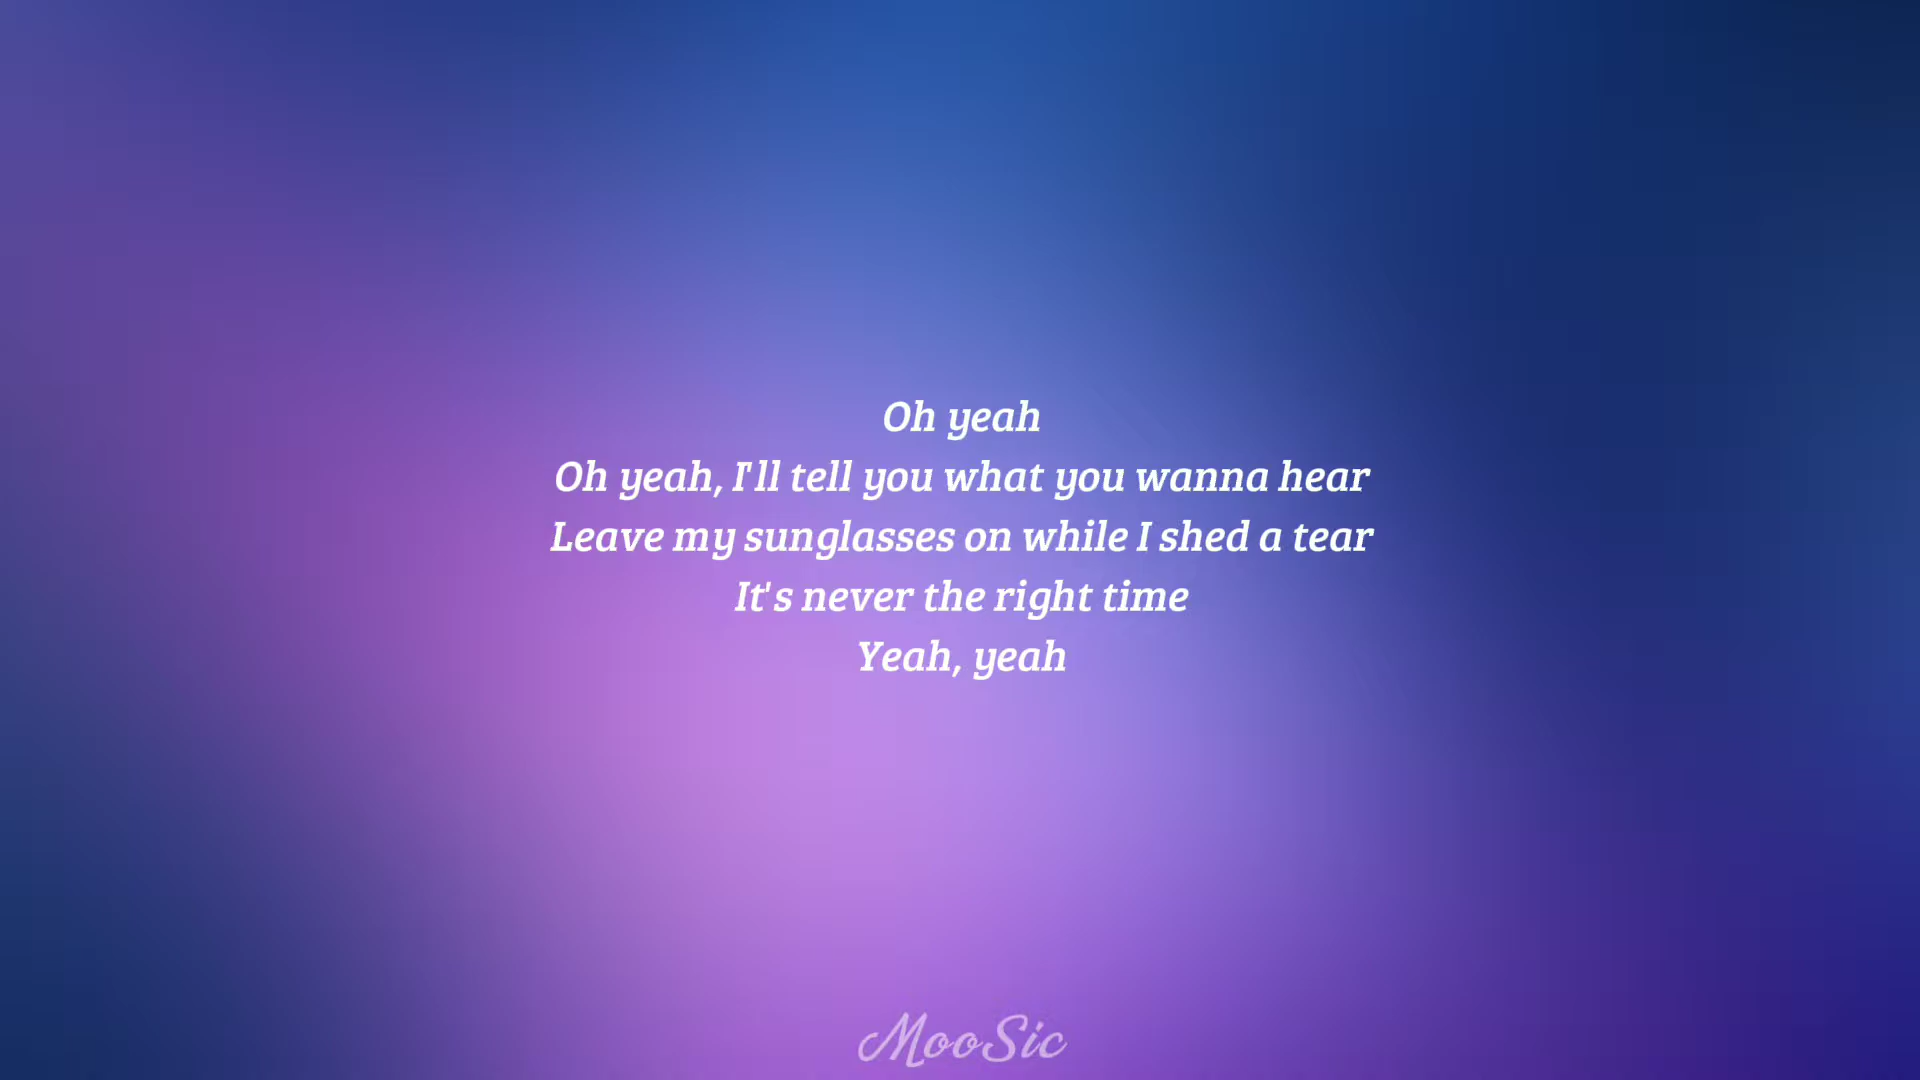 Oh yeah
Oh yeah, I'll tell you what you wanna hear
Leave my sunglasses on while I shed a tear
It's never the right time
Yeah, yeah
MooSic